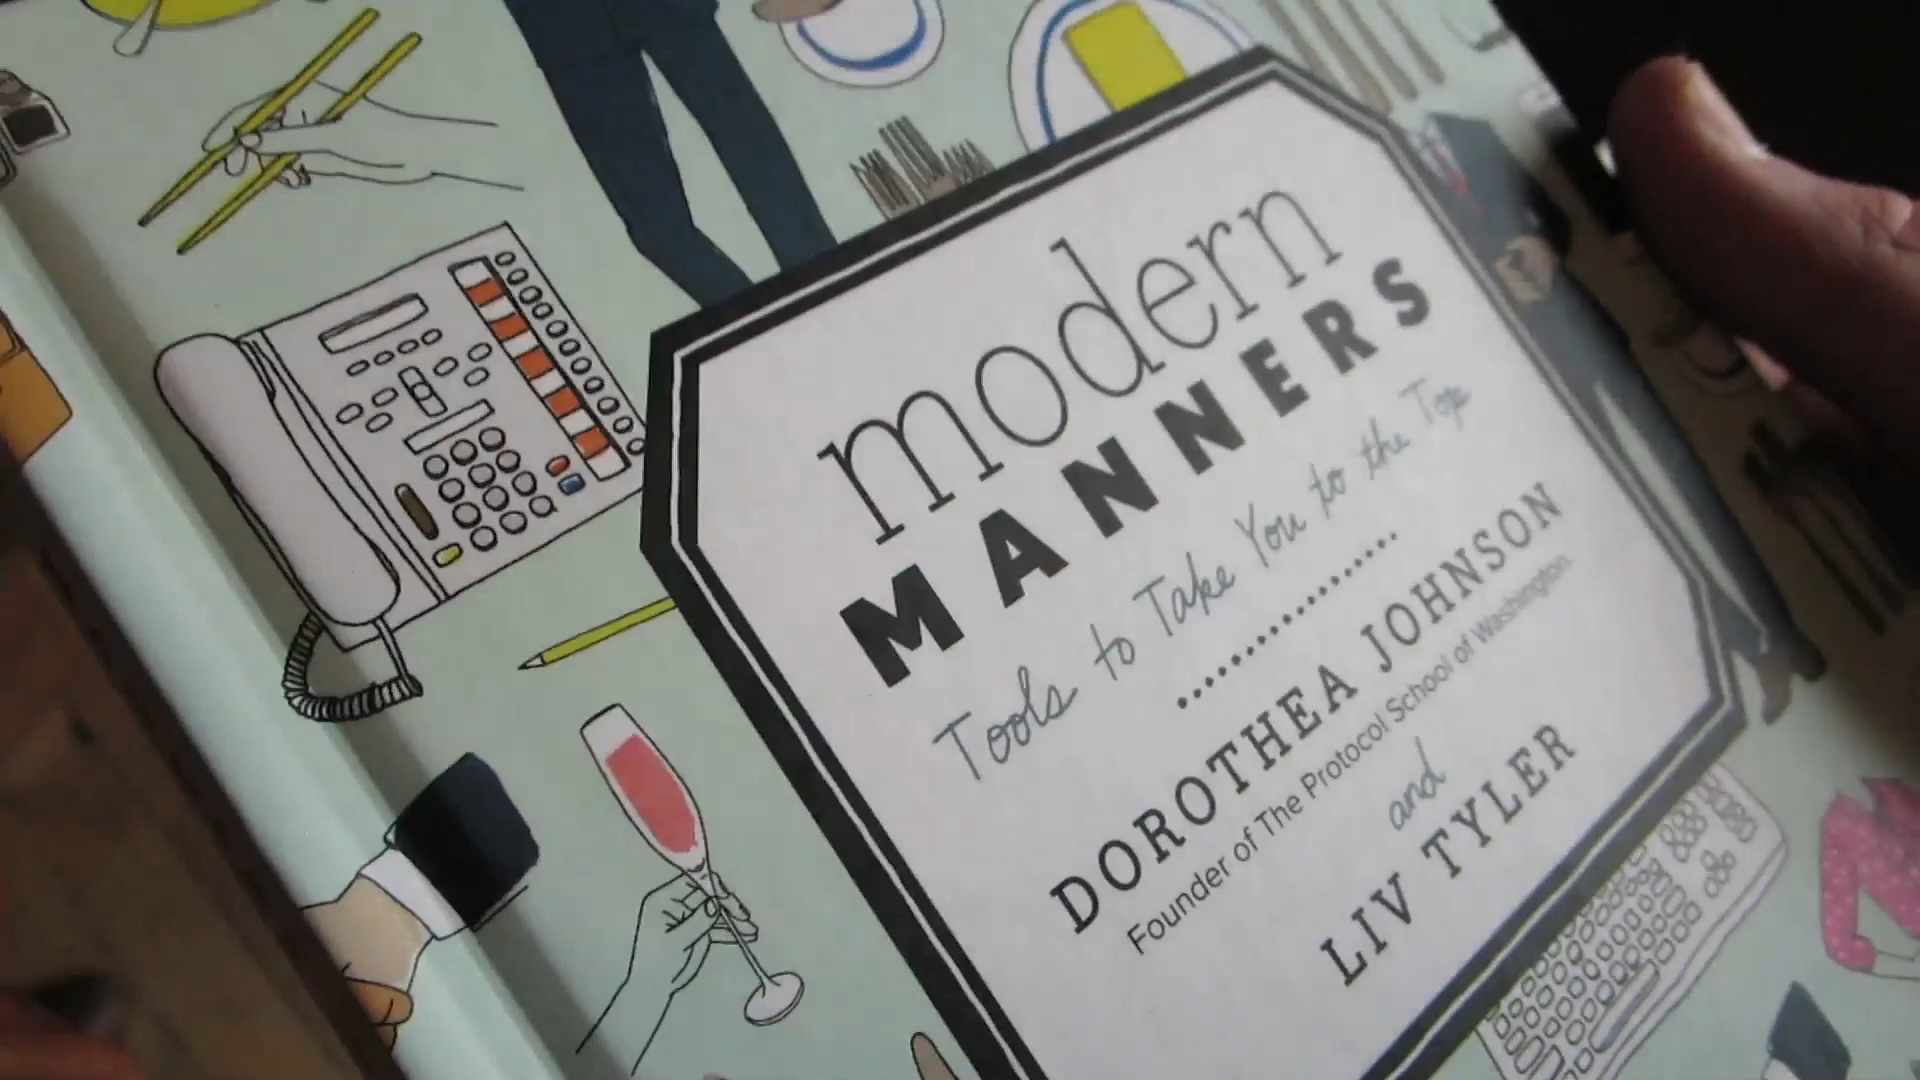 modern
MANNERS
Tools to Take You to the Top
DOROTHEA JOHNSON
Founder of The Protocol School of Washington
and
LIV TYLER